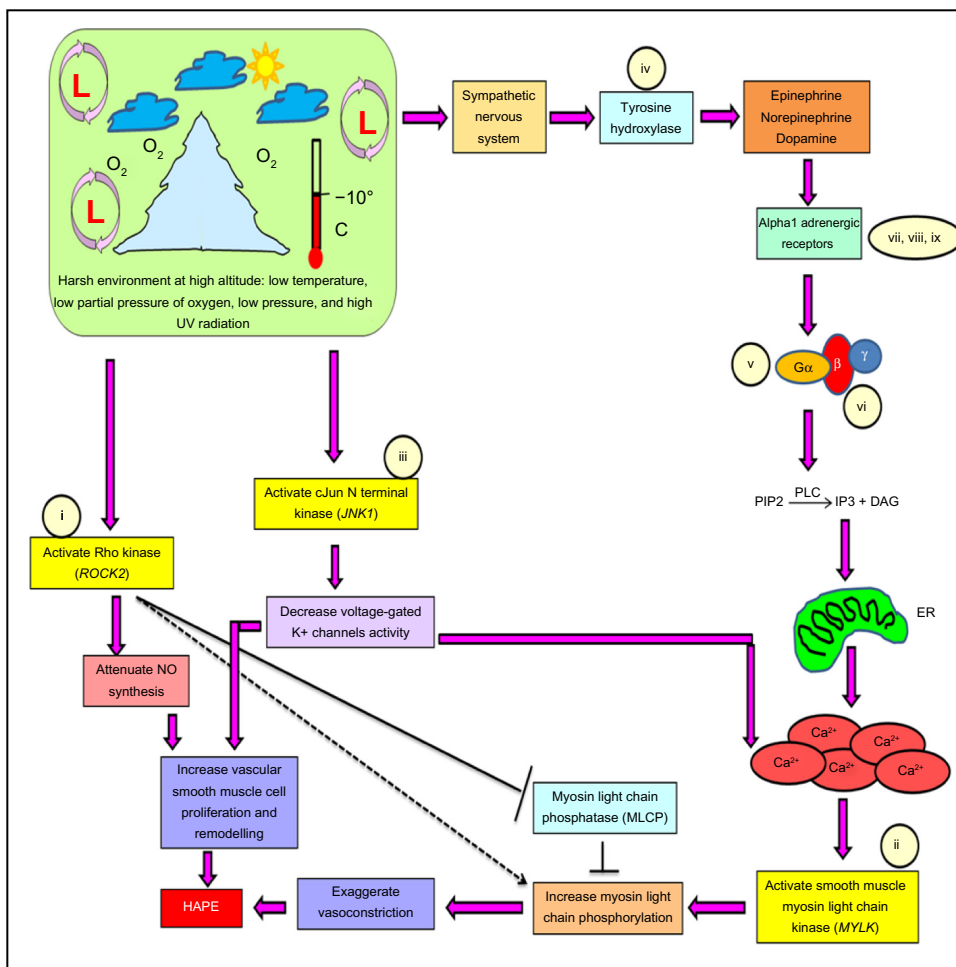 L
L
L
O₂
O₂
O₂
−10°
C
Harsh environment at high altitude: low temperature,
low partial pressure of oxygen, low pressure, and high
UV radiation
Sympathetic
nervous
system
iv
Tyrosine
hydroxylase
Epinephrine
Norepinephrine
Dopamine
Alpha1 adrenergic
receptors
vii, viii, ix
v
Gα
β
γ
vi
PIP2
PLC
IP3 + DAG
ER
Ca²⁺
Ca²⁺
Ca²⁺
Ca²⁺
Ca²⁺
ii
Activate smooth muscle
myosin light chain
kinase (MYLK)
iii
Activate cJun N terminal
kinase (JNK1)
Decrease voltage-gated
K+ channels activity
i
Activate Rho kinase
(ROCK2)
Attenuate NO
synthesis
Increase vascular
smooth muscle cell
proliferation and
remodelling
Myosin light chain
phosphatase (MLCP)
Increase myosin light
chain phosphorylation
Exaggerate
vasoconstriction
HAPE